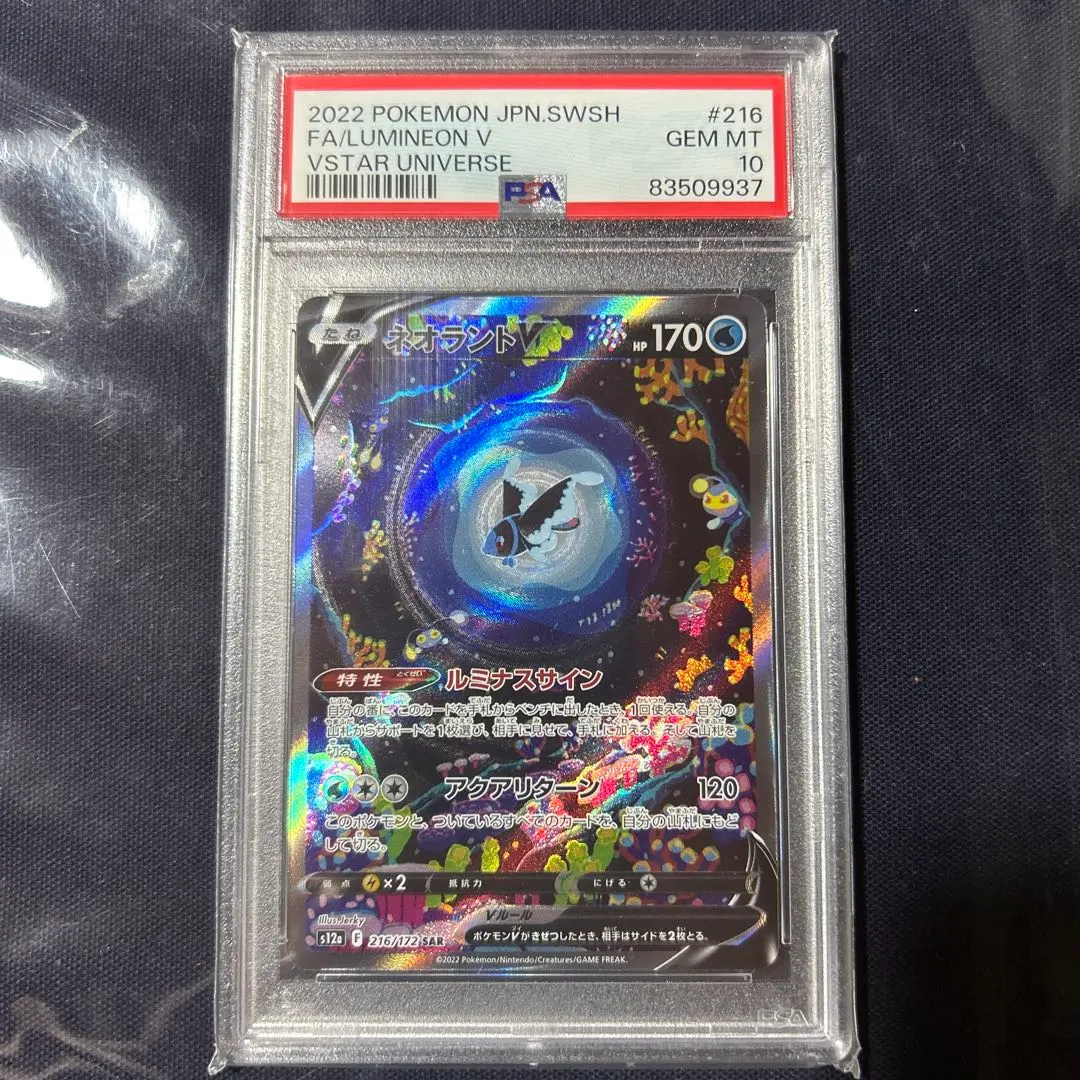 2022 POKEMON JPN.SWSH #216
FA/LUMINEON V GEM MT
VSTAR UNIVERSE 10
PSA 83509937
たね ネオラントV HP 170
特性 とくせい ルミナスサイン
自分の番に、このカードを手札からベンチに出したとき、1回使える。自分の
山札からサポートを1枚選び、相手に見せて、手札に加える。そして山札を
切る。
アクアリターン 120
このポケモンと、ついているすべてのカードを、自分の山札にもど
して切る。
弱点 ×2 抵抗力 にげる
Vルール
Illus.Jerky
ポケモンVがきぜつしたとき、相手はサイドを2枚とる。
s12a F 216/172 SAR
©2022 Pokémon/Nintendo/Creatures/GAME FREAK.
PSA